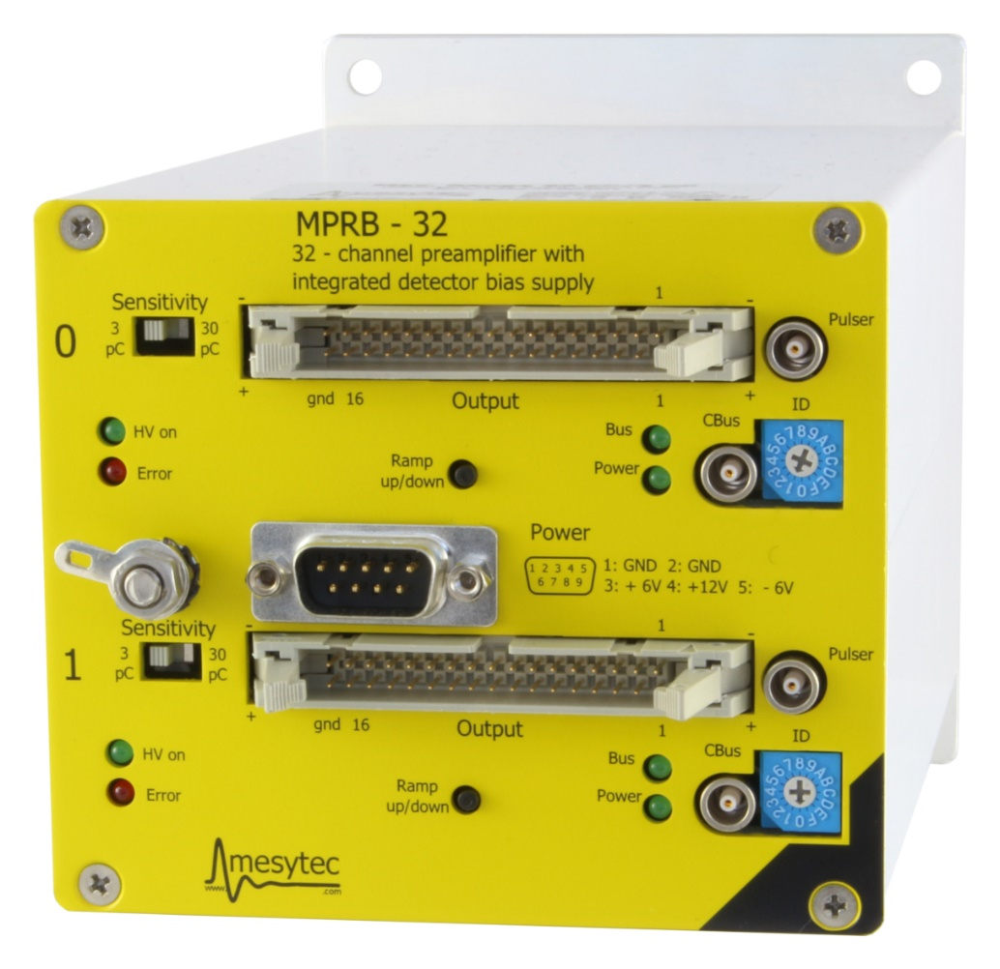 MPRB - 32
32 - channel preamplifier with
integrated detector bias supply
0
Sensitivity
3 pC
30 pC
-
1
-
Pulser
+
gnd 16
Output
1
+
ID
HV on
Error
Ramp
up/down
Bus
Power
CBus
0123456789ABCDEF
Power
1 2 3 4 5
6 7 8 9
1: GND 2: GND
3: + 6V 4: +12V 5: - 6V
1
Sensitivity
3 pC
30 pC
-
1
-
Pulser
+
gnd 16
Output
1
+
ID
HV on
Error
Ramp
up/down
Bus
Power
CBus
0123456789ABCDEF
mesytec
www.
.com